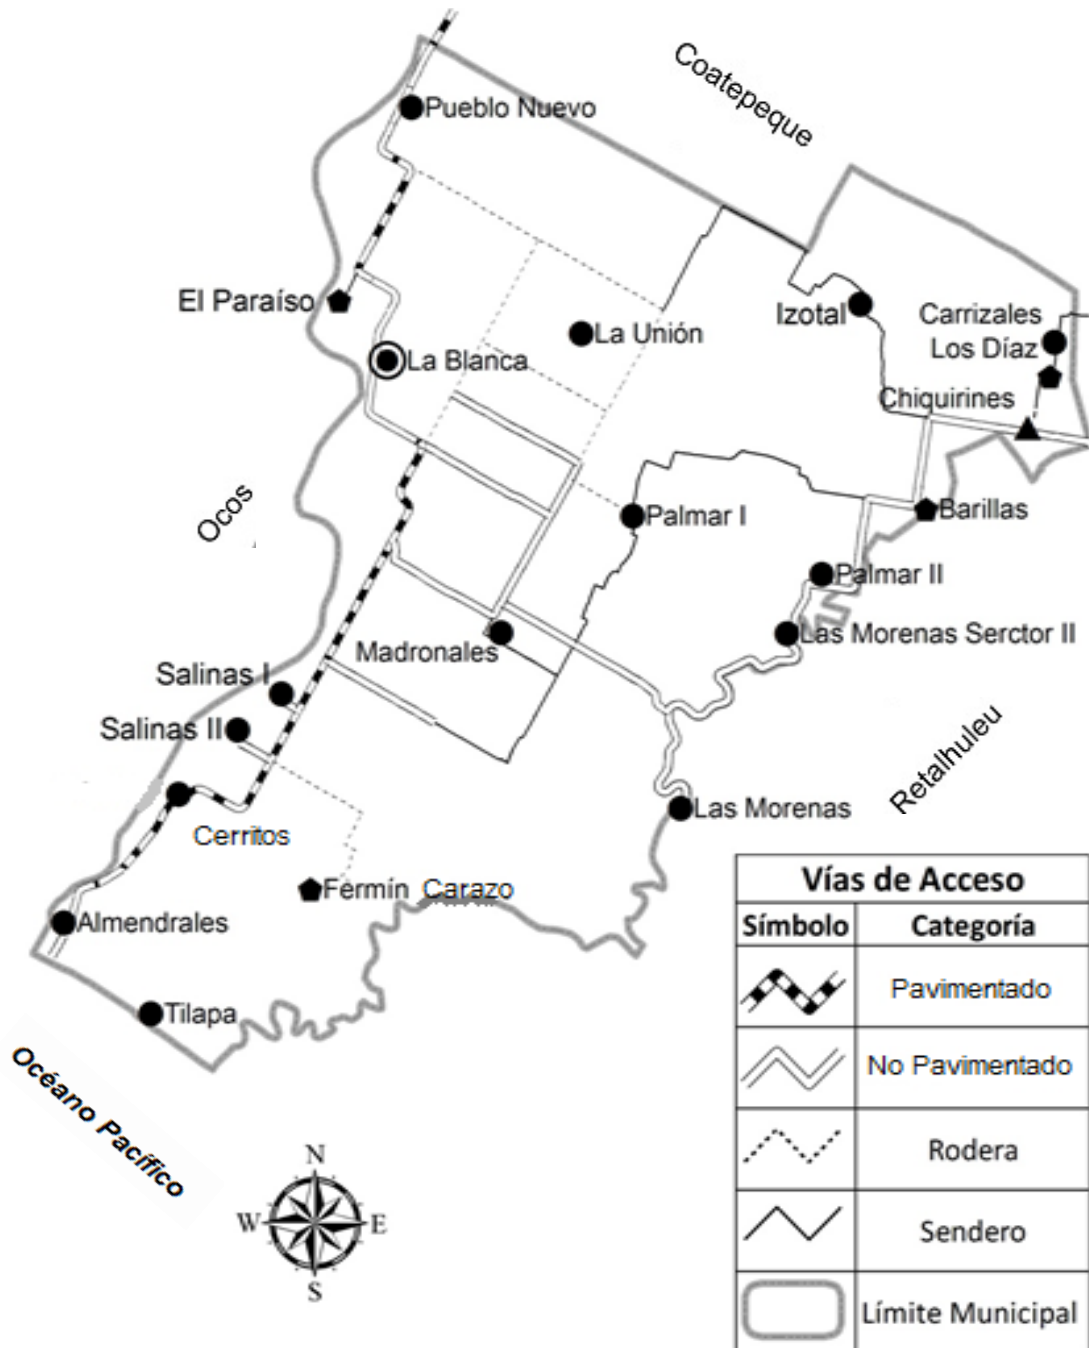 Coatepeque
Pueblo Nuevo
El Paraíso
La Unión
Izotal
Carrizales
Los Díaz
La Blanca
Chiquirines
Ocos
Palmar I
Barillas
Palmar II
Madronales
Las Morenas Serctor II
Salinas I
Salinas II
Retalhuleu
Las Morenas
Cerritos
Fermín Carazo
Almendrales
Tilapa
Océano Pacífico
N
W
E
S
Vías de Acceso
Símbolo Categoría
Pavimentado
No Pavimentado
Rodera
Sendero
Límite Municipal